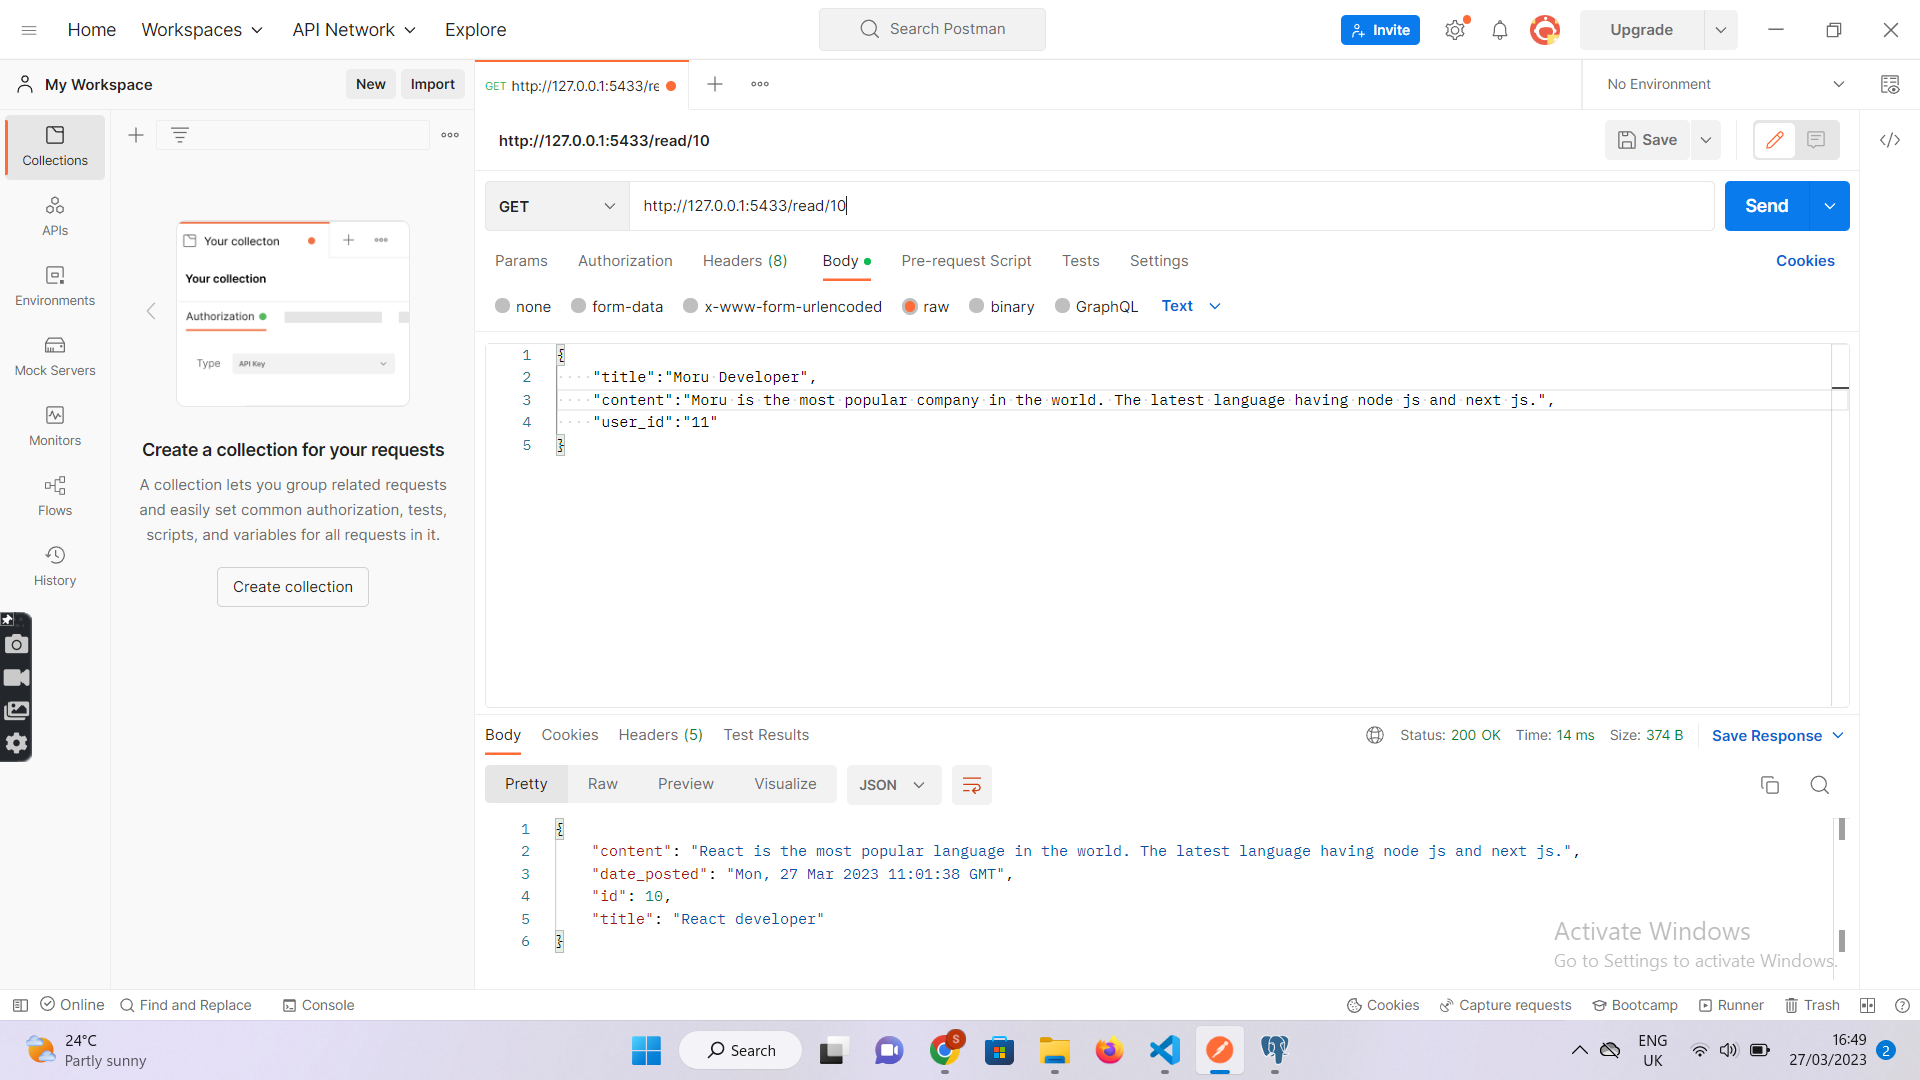 Home Workspaces API Network Explore
Search Postman
Invite
Upgrade
My Workspace New Import
GET http://127.0.0.1:5433/re
No Environment
Collections
APIs
Environments
Mock Servers
Monitors
Flows
History
Your collecton
Your collection
Authorization
Type API Key
Create a collection for your requests
A collection lets you group related requests
and easily set common authorization, tests,
scripts, and variables for all requests in it.
Create collection
http://127.0.0.1:5433/read/10
Save
GET http://127.0.0.1:5433/read/10
Send
Params Authorization Headers (8) Body Pre-request Script Tests Settings Cookies
none form-data x-www-form-urlencoded raw binary GraphQL Text
1 {
2 "title":"Moru Developer",
3 "content":"Moru is the most popular company in the world. The latest language having node js and next js.",
4 "user_id":"11"
5 }
Body Cookies Headers (5) Test Results Status: 200 OK Time: 14 ms Size: 374 B Save Response
Pretty Raw Preview Visualize JSON
1 {
2 "content": "React is the most popular language in the world. The latest language having node js and next js.",
3 "date_posted": "Mon, 27 Mar 2023 11:01:38 GMT",
4 "id": 10,
5 "title": "React developer"
6 }
Activate Windows
Go to Settings to activate Windows.
Online Find and Replace Console Cookies Capture requests Bootcamp Runner Trash
24°C
Partly sunny
Search
S
ENG
UK
16:49
27/03/2023
2